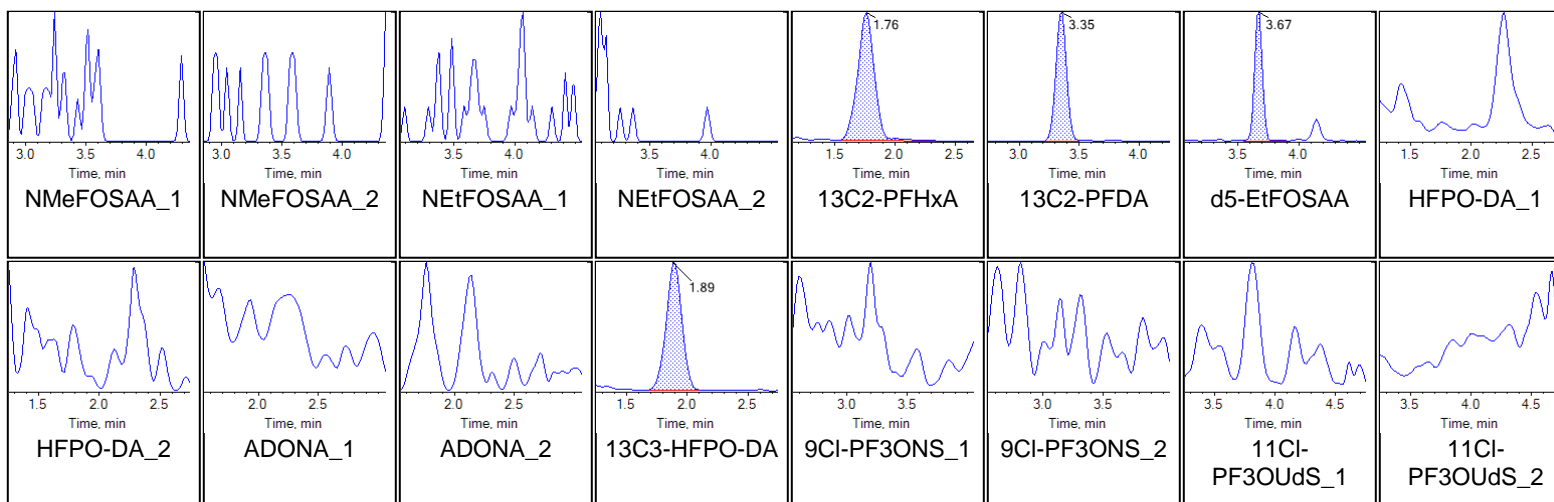 1.76
3.35
3.67
3.0 3.5 4.0
3.0 3.5 4.0
3.5 4.0
3.5 4.0
1.5 2.0 2.5
3.0 3.5 4.0
3.5 4.0
1.5 2.0 2.5
Time, min
Time, min
Time, min
Time, min
Time, min
Time, min
Time, min
Time, min
NMeFOSAA_1
NMeFOSAA_2
NEtFOSAA_1
NEtFOSAA_2
13C2-PFHxA
13C2-PFDA
d5-EtFOSAA
HFPO-DA_1
1.89
1.5 2.0 2.5
2.0 2.5
2.0 2.5
1.5 2.0 2.5
3.0 3.5
3.0 3.5
3.5 4.0 4.5
3.5 4.0 4.5
Time, min
Time, min
Time, min
Time, min
Time, min
Time, min
Time, min
Time, min
HFPO-DA_2
ADONA_1
ADONA_2
13C3-HFPO-DA
9Cl-PF3ONS_1
9Cl-PF3ONS_2
11Cl-
PF3OUdS_1
11Cl-
PF3OUdS_2